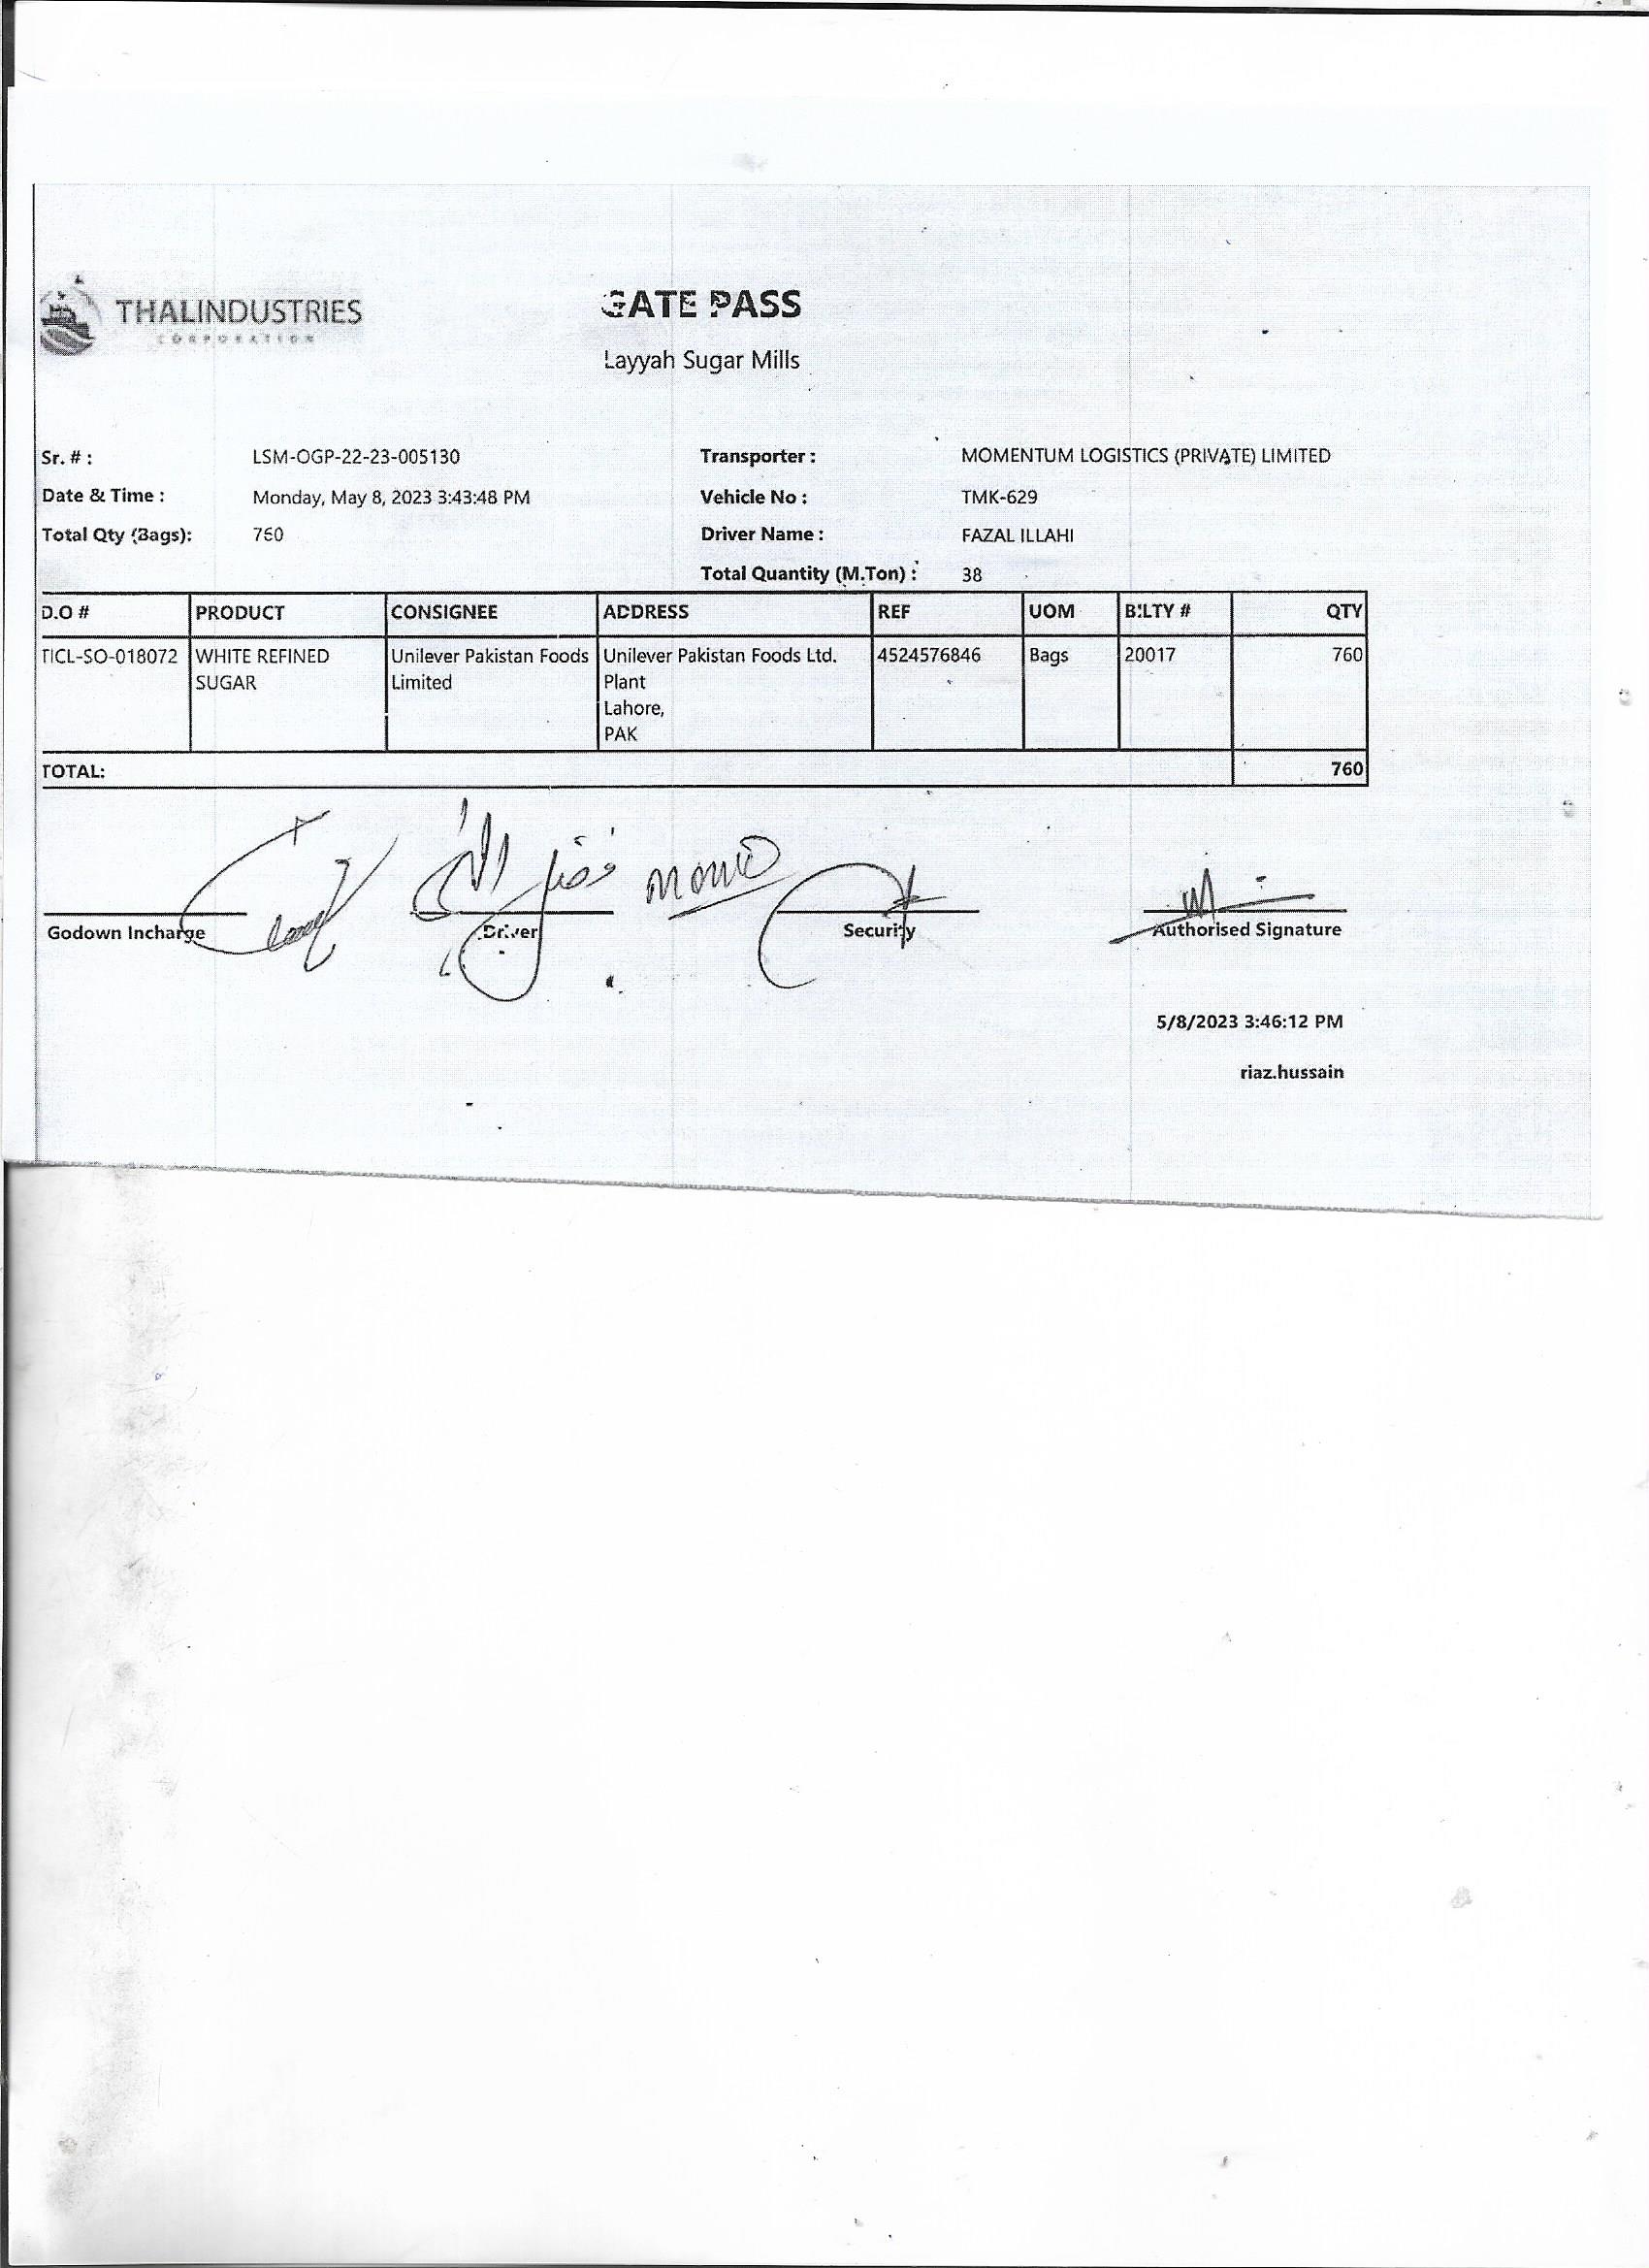 THALINDUSTRIES
CORPORATION
GATE PASS
Layyah Sugar Mills
Sr. # : LSM-OGP-22-23-005130 Transporter : MOMENTUM LOGISTICS (PRIVATE) LIMITED
Date & Time : Monday, May 8, 2023 3:43:48 PM Vehicle No : TMK-629
Total Qty (Bags): 760 Driver Name : FAZAL ILLAHI
Total Quantity (M.Ton) : 38
D.O # PRODUCT CONSIGNEE ADDRESS REF UOM BILTY # QTY
TICL-SO-018072 WHITE REFINED Unilever Pakistan Foods Unilever Pakistan Foods Ltd. 4524576846 Bags 20017 760
SUGAR Limited Plant
Lahore,
PAK
TOTAL: 760
فضل الٰہی
Godown Incharge Driver Security Authorised Signature
5/8/2023 3:46:12 PM
riaz.hussain